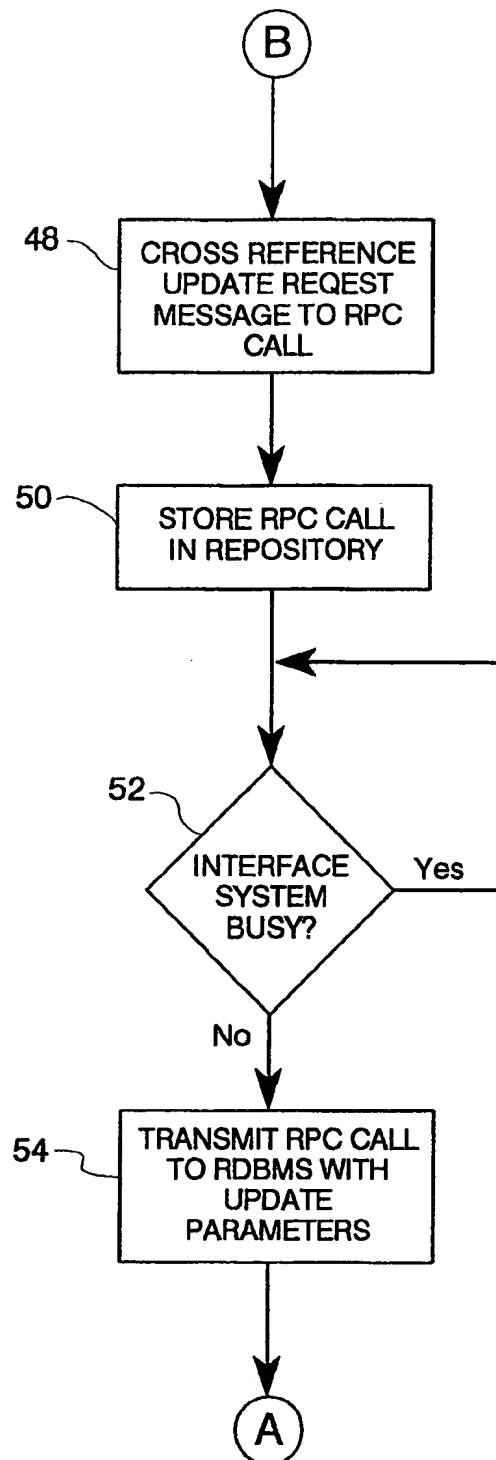 B
48
CROSS REFERENCE
UPDATE REQEST
MESSAGE TO RPC
CALL
50
STORE RPC CALL
IN REPOSITORY
52
INTERFACE
SYSTEM
BUSY?
Yes
No
54
TRANSMIT RPC CALL
TO RDBMS WITH
UPDATE
PARAMETERS
A